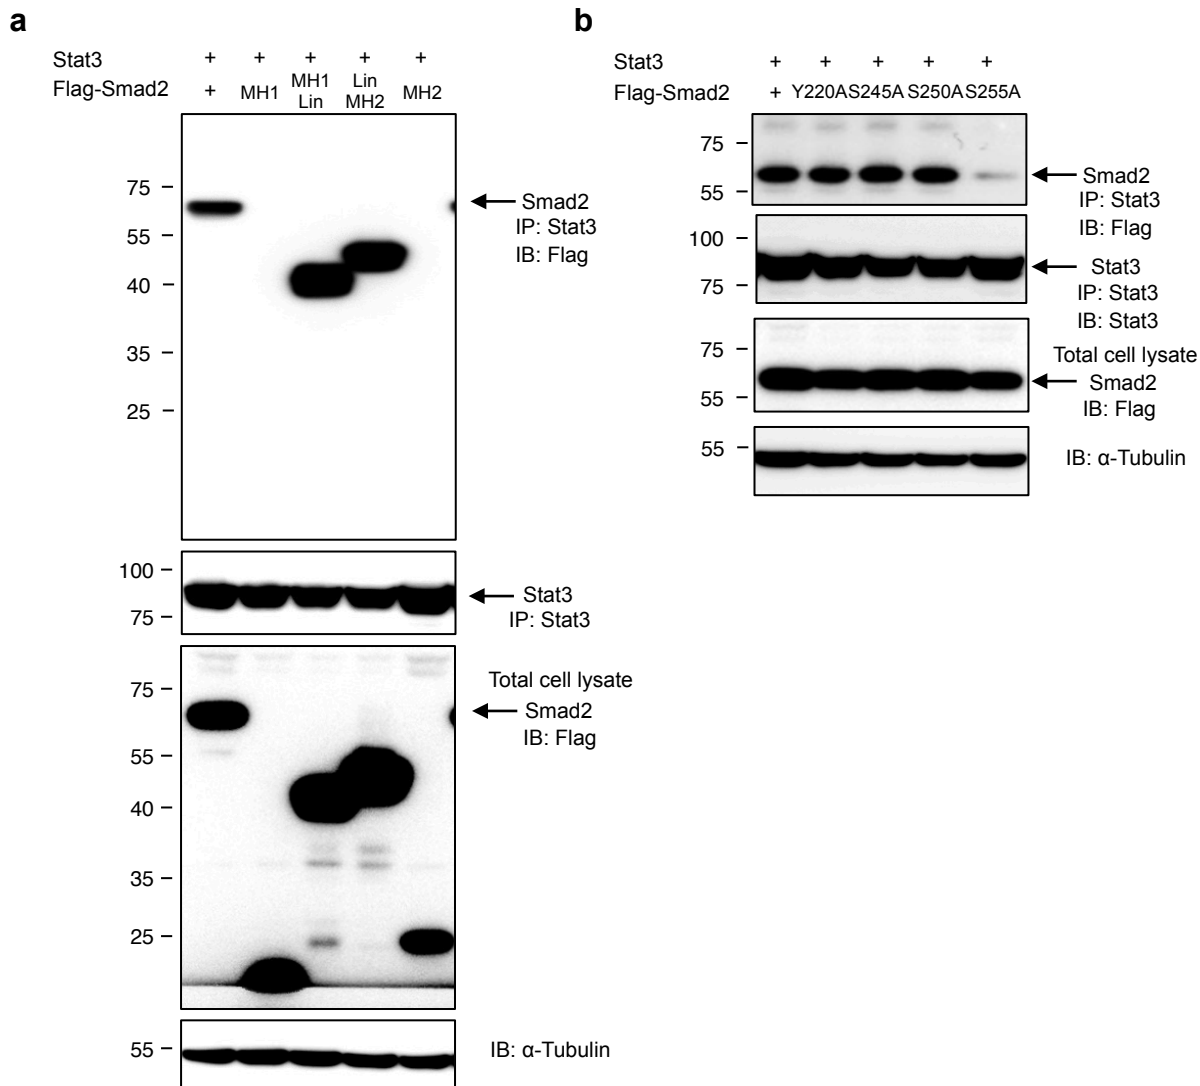 a
Stat3 + + + + +
Flag-Smad2 + MH1 MH1 Lin Lin MH2 MH2
75
55
40
35
25
Smad2
IP: Stat3
IB: Flag
100
75
Stat3
IP: Stat3
75
55
40
35
25
Total cell lysate
Smad2
IB: Flag
55
IB: α-Tubulin
b
Stat3 + + + + +
Flag-Smad2 + Y220A S245A S250A S255A
75
55
Smad2
IP: Stat3
IB: Flag
100
75
Stat3
IP: Stat3
IB: Stat3
75
55
Total cell lysate
Smad2
IB: Flag
55
IB: α-Tubulin